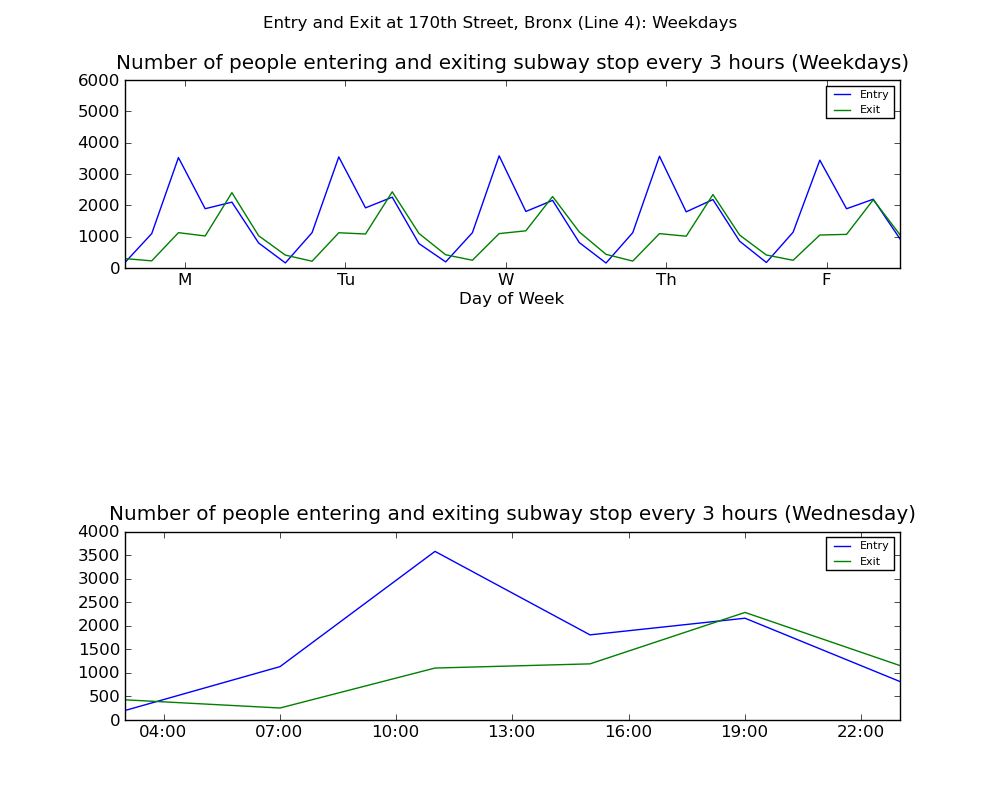 Entry and Exit at 170th Street, Bronx (Line 4): Weekdays
Number of people entering and exiting subway stop every 3 hours (Weekdays)
6000
5000
4000
3000
2000
1000
0
Entry
Exit
M Tu W Th F
Day of Week
Number of people entering and exiting subway stop every 3 hours (Wednesday)
4000
3500
3000
2500
2000
1500
1000
500
0
Entry
Exit
04:00 07:00 10:00 13:00 16:00 19:00 22:00